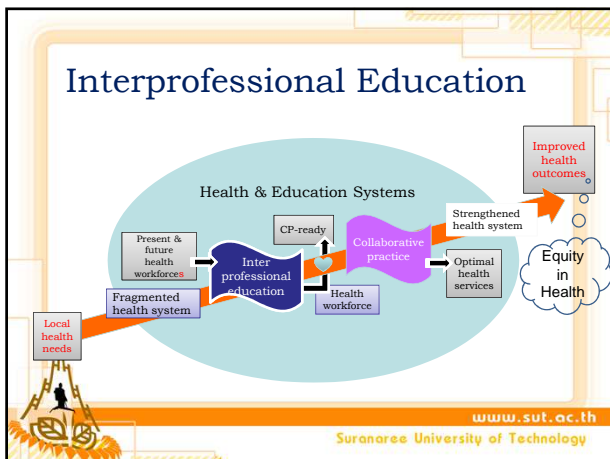 Interprofessional Education
Improved
health
outcomes
Health & Education Systems
Strengthened
health system
CP-ready
Collaborative
practice
Present &
future
health
workforces
Inter
professional
education
Optimal
health
services
Equity
in
Health
Fragmented
health system
Health
workforce
Local
health
needs
www.sut.ac.th
Suranaree University of Technology